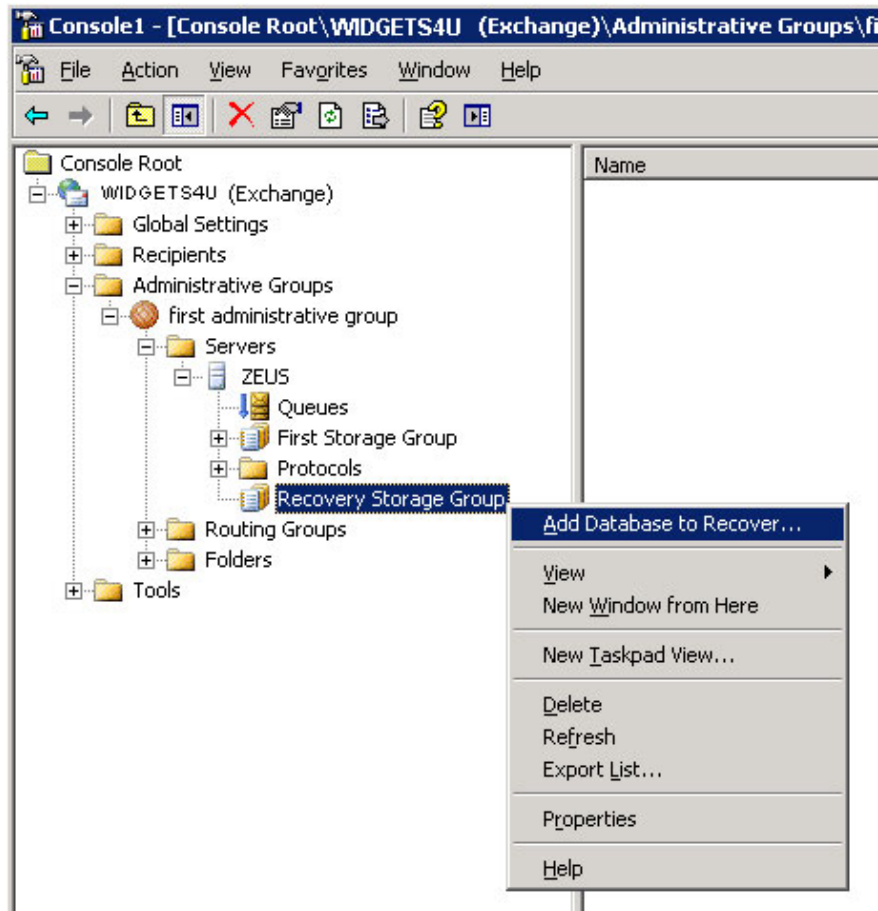 Console1 - [Console Root\WIDGETS4U (Exchange)\Administrative Groups\fi
File Action View Favorites Window Help
Console Root
Name
WIDGETS4U (Exchange)
Global Settings
Recipients
Administrative Groups
first administrative group
Servers
ZEUS
Queues
First Storage Group
Protocols
Recovery Storage Group
Routing Groups
Folders
Tools
Add Database to Recover...
View
New Window from Here
New Taskpad View...
Delete
Refresh
Export List...
Properties
Help